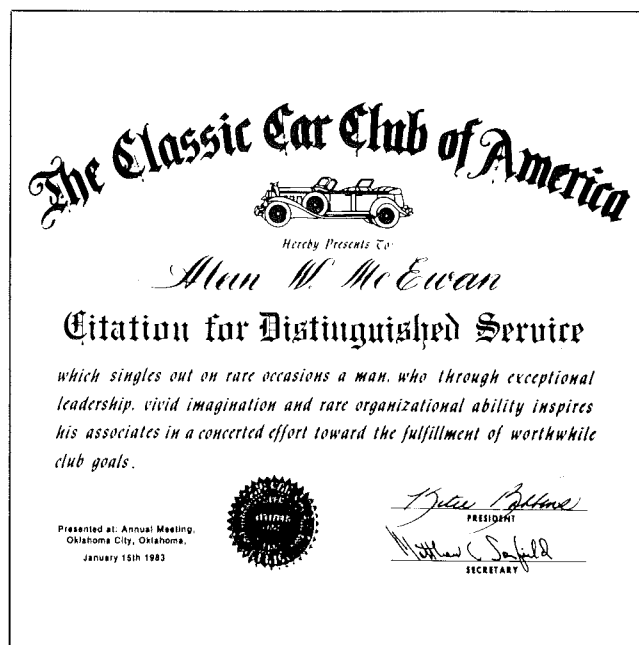 The Classic Car Club of America
Hereby Presents To
Alan W. McEwan
Citation for Distinguished Service
which singles out on rare occasions a man, who through exceptional
leadership, vivid imagination and rare organizational ability inspires
his associates in a concerted effort toward the fulfillment of worthwhile
club goals.
Presented at: Annual Meeting,
Oklahoma City, Oklahoma,
January 15th 1983
PRESIDENT
Matthew C Sonfield
SECRETARY